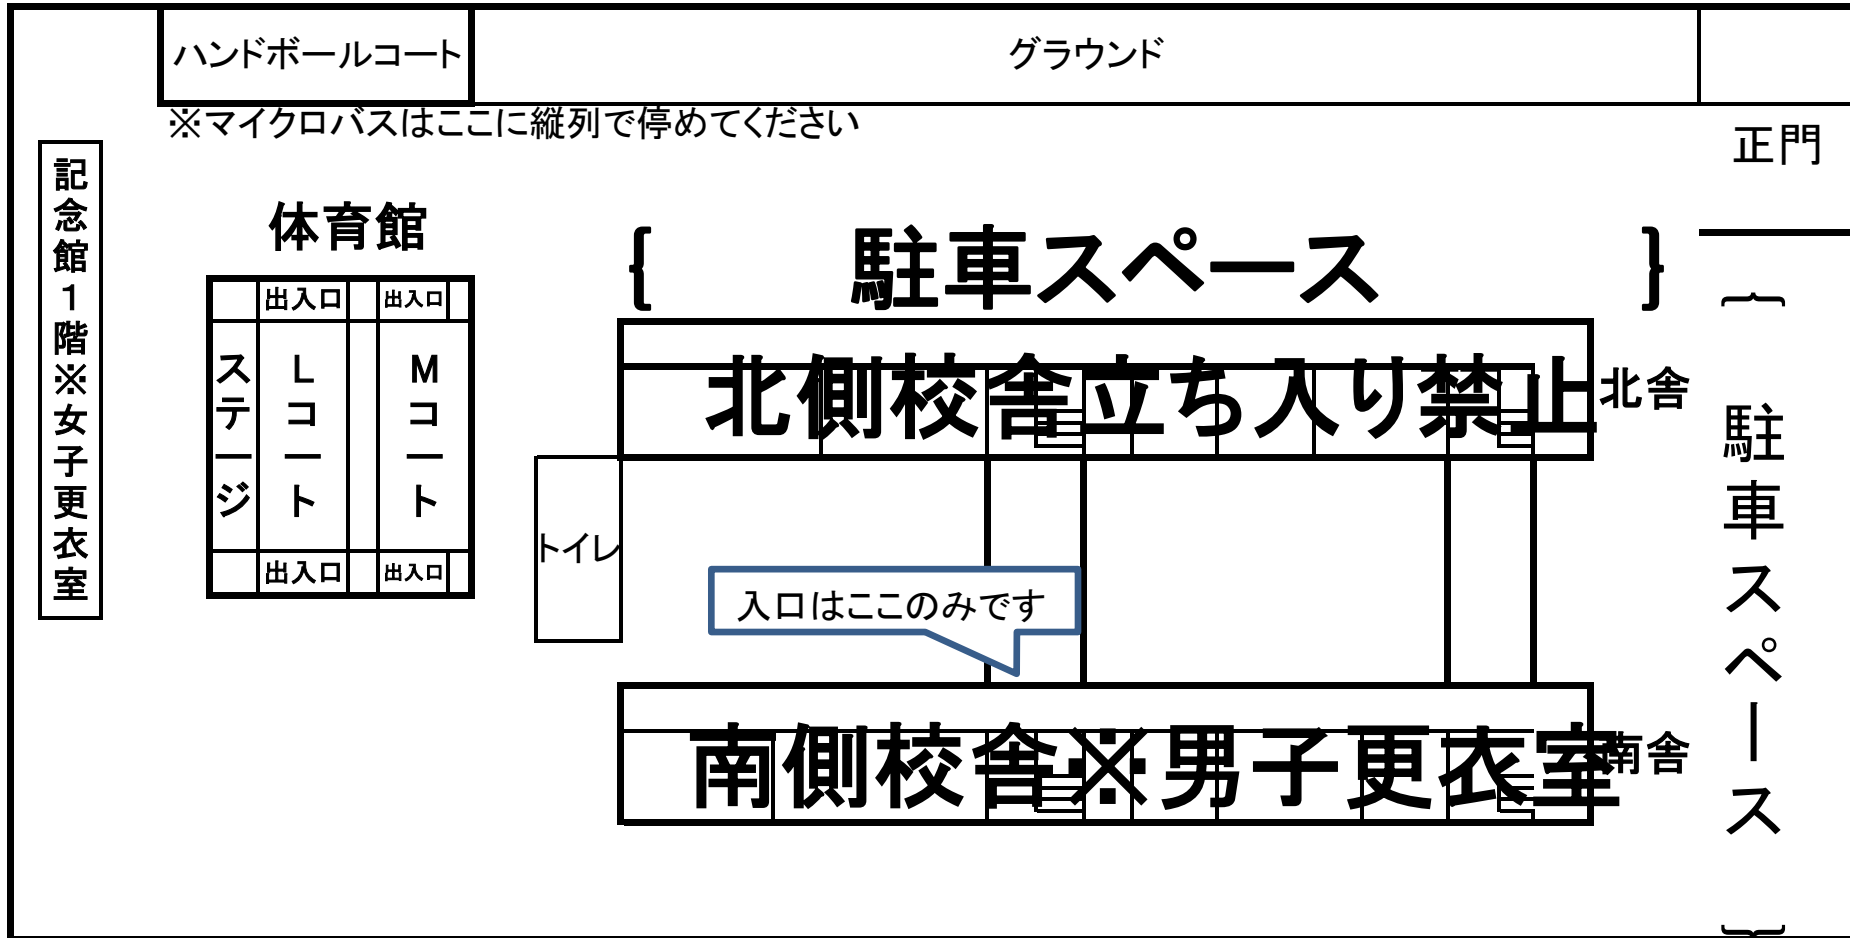 ハンドボールコート
グラウンド
※マイクロバスはここに縦列で停めてください
正門
記念館1階※女子更衣室
体育館
{ 駐車スペース }
出入口
出入口
ステージ
Lコート
Mコート
出入口
出入口
北側校舎立ち入り禁止
北舎
{ 駐車スペース }
トイレ
入口はここのみです
南側校舎※男子更衣室
南舎